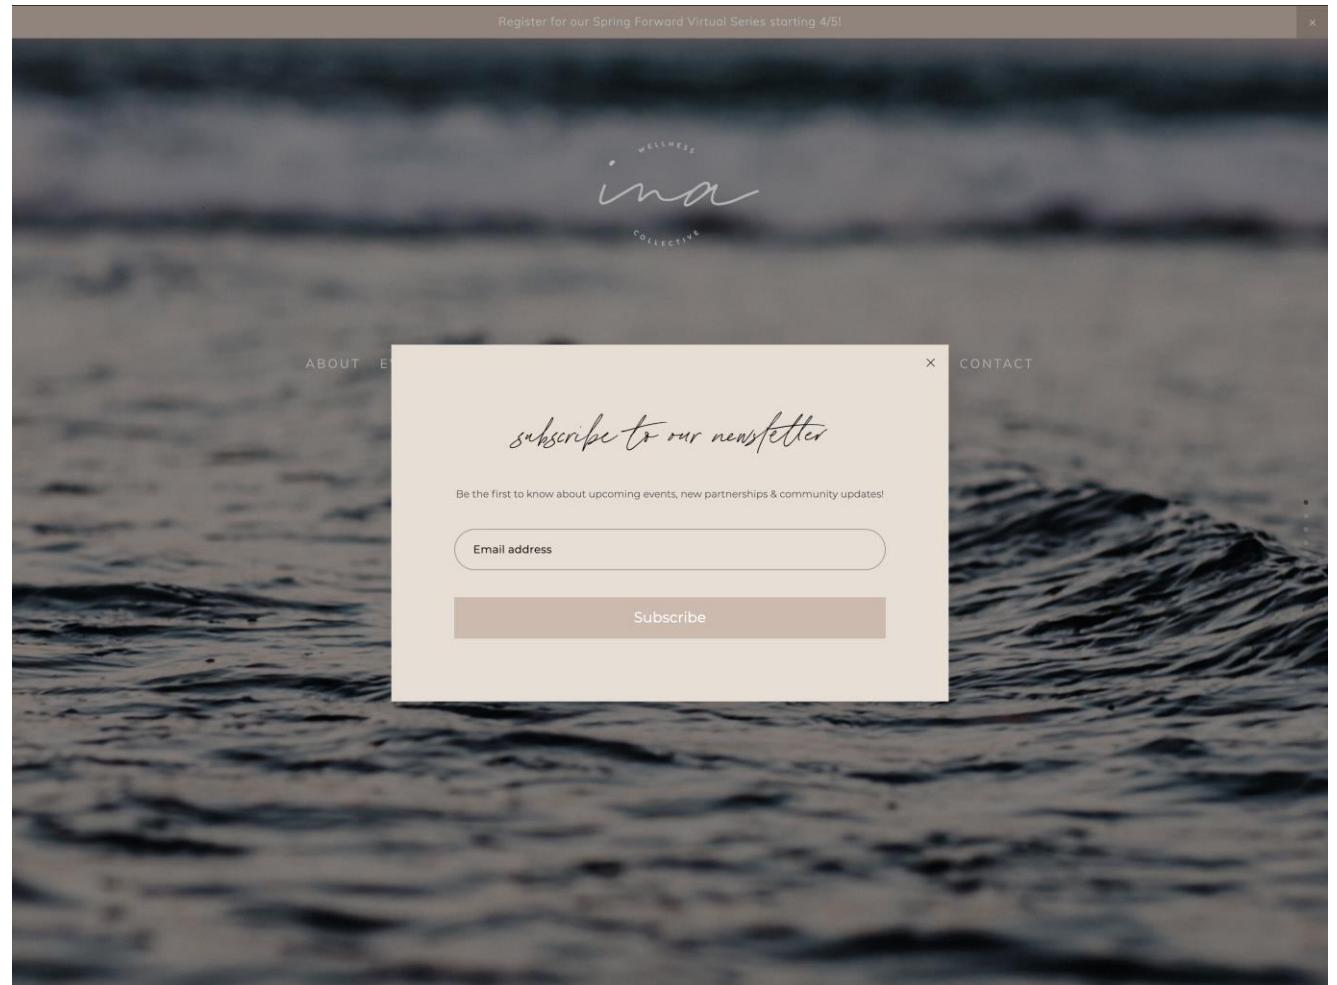 Register for our Spring Forward Virtual Series starting 4/5!
WELLNESS
ina
COLLECTIVE
ABOUT E
CONTACT
subscribe to our newsletter
Be the first to know about upcoming events, new partnerships & community updates!
Email address
Subscribe